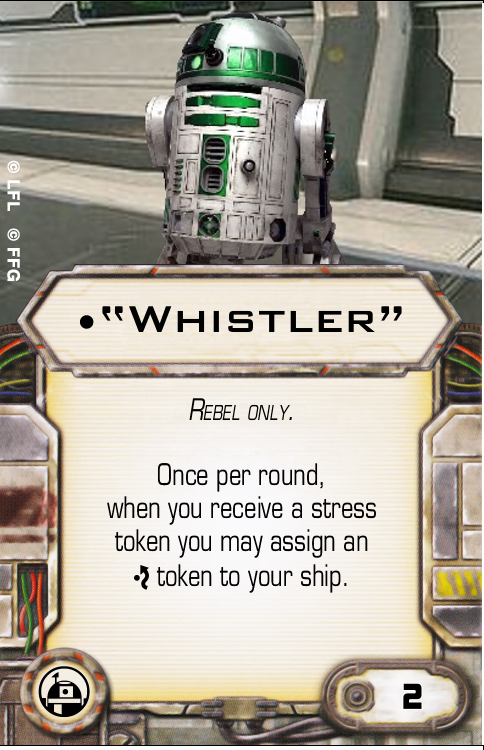 © LFL © FFG
•“WHISTLER”
REBEL ONLY.
Once per round,
when you receive a stress
token you may assign an
token to your ship.
2